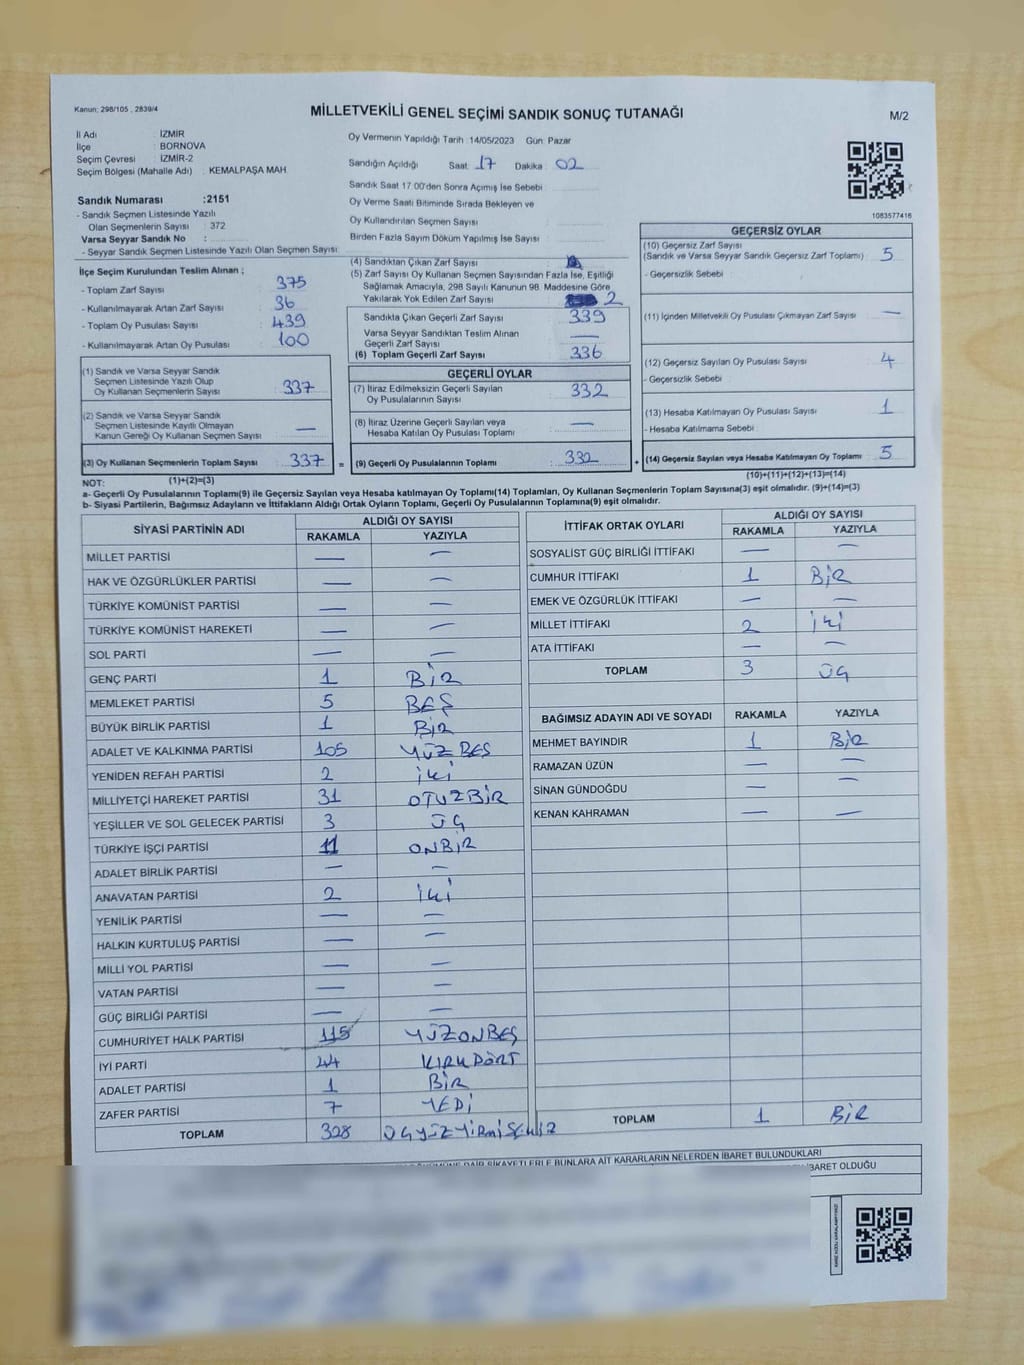 Kanun: 298/105 , 2839/4
MİLLETVEKİLİ GENEL SEÇİMİ SANDIK SONUÇ TUTANAĞI
M/2
İl Adı : İZMİR
İlçe : BORNOVA
Seçim Çevresi : İZMİR-2
Seçim Bölgesi (Mahalle Adı) : KEMALPAŞA MAH
Sandık Numarası :2151
- Sandık Seçmen Listesinde Yazılı
Olan Seçmenlerin Sayısı : 372
Varsa Seyyar Sandık No :
- Seyyar Sandık Seçmen Listesinde Yazılı Olan Seçmen Sayısı
Oy Vermenin Yapıldığı Tarih :14/05/2023 Gün: Pazar
Sandığın Açıldığı Saat 17 Dakika 02
Sandık Saat 17.00'den Sonra Açımış İse Sebebi
Oy Verme Saati Bitiminde Sırada Bekleyen ve
Oy Kullandırılan Seçmen Sayısı
Birden Fazla Sayım Döküm Yapılmış İse Sayısı
1083577416
İlçe Seçim Kurulundan Teslim Alınan ;
- Toplam Zarf Sayısı : 375
- Kullanılmayarak Artan Zarf Sayısı : 36
- Toplam Oy Pusulası Sayısı : 439
- Kullanılmayarak Artan Oy Pusulası : 100
(1) Sandık ve Varsa Seyyar Sandık
Seçmen Listesinde Yazılı Olup
Oy Kullanan Seçmenlerin Sayısı : 337
(2) Sandık ve Varsa Seyyar Sandık
Seçmen Listesinde Kayıtlı Olmayan
Kanun Gereği Oy Kullanan Seçmen Sayısı : —
(3) Oy Kullanan Seçmenlerin Toplam Sayısı : 337
(1)+(2)=(3)
(4) Sandıktan Çıkan Zarf Sayısı :
(5) Zarf Sayısı Oy Kullanan Seçmen Sayısından Fazla İse, Eşitliği
Sağlamak Amacıyla, 298 Sayılı Kanunun 98. Maddesine Göre
Yakılarak Yok Edilen Zarf Sayısı : 2
Sandıkta Çıkan Geçerli Zarf Sayısı 339
Varsa Seyyar Sandıktan Teslim Alınan
Geçerli Zarf Sayısı —
(6) Toplam Geçerli Zarf Sayısı 336
GEÇERLİ OYLAR
(7) İtiraz Edilmeksizin Geçerli Sayılan
Oy Pusulalarının Sayısı : 332
(8) İtiraz Üzerine Geçerli Sayılan veya
Hesaba Katılan Oy Pusulası Toplamı : —
= (9) Geçerli Oy Pusulalarının Toplamı : 332
GEÇERSİZ OYLAR
(10) Geçersiz Zarf Sayısı
(Sandık ve Varsa Seyyar Sandık Geçersiz Zarf Toplamı) : 5
- Geçersizlik Sebebi :
(11) İçinden Milletvekili Oy Pusulası Çıkmayan Zarf Sayısı : —
(12) Geçersiz Sayılan Oy Pusulası Sayısı : 4
- Geçersizlik Sebebi :
(13) Hesaba Katılmayan Oy Pusulası Sayısı : 1
- Hesaba Katılmama Sebebi :
+ (14) Geçersiz Sayılan veya Hesaba Katılmayan Oy Toplamı : 5
(10)+(11)+(12)+(13)=(14)
NOT:
a- Geçerli Oy Pusulalarının Toplamı(9) ile Geçersiz Sayılan veya Hesaba katılmayan Oy Toplamı(14) Toplamları, Oy Kullanan Seçmenlerin Toplam Sayısına(3) eşit olmalıdır. (9)+(14)=(3)
b- Siyasi Partilerin, Bağımsız Adayların ve İttifakların Aldığı Ortak Oyların Toplamı, Geçerli Oy Pusulalarının Toplamına(9) eşit olmalıdır.
SİYASİ PARTİNİN ADI ALDIĞI OY SAYISI
RAKAMLA YAZIYLA
MİLLET PARTİSİ — —
HAK VE ÖZGÜRLÜKLER PARTİSİ — —
TÜRKİYE KOMÜNİST PARTİSİ — —
TÜRKİYE KOMÜNİST HAREKETİ — —
SOL PARTİ — —
GENÇ PARTİ 1 BİR
MEMLEKET PARTİSİ 5 BEŞ
BÜYÜK BİRLİK PARTİSİ 1 BİR
ADALET VE KALKINMA PARTİSİ 105 YÜZ BEŞ
YENİDEN REFAH PARTİSİ 2 İKİ
MİLLİYETÇİ HAREKET PARTİSİ 31 OTUZBİR
YEŞİLLER VE SOL GELECEK PARTİSİ 3 ÜÇ
TÜRKİYE İŞÇİ PARTİSİ 11 ONBİR
ADALET BİRLİK PARTİSİ — —
ANAVATAN PARTİSİ 2 İKİ
YENİLİK PARTİSİ — —
HALKIN KURTULUŞ PARTİSİ — —
MİLLİ YOL PARTİSİ — —
VATAN PARTİSİ — —
GÜÇ BİRLİĞİ PARTİSİ — —
CUMHURİYET HALK PARTİSİ 115 YÜZONBEŞ
İYİ PARTİ 44 KIRKDÖRT
ADALET PARTİSİ 1 BİR
ZAFER PARTİSİ 7 YEDİ
TOPLAM 328 ÜÇYÜZYİRMİSEKİZ
İTTİFAK ORTAK OYLARI ALDIĞI OY SAYISI
RAKAMLA YAZIYLA
SOSYALİST GÜÇ BİRLİĞİ İTTİFAKI — —
CUMHUR İTTİFAKI 1 BİR
EMEK VE ÖZGÜRLÜK İTTİFAKI — —
MİLLET İTTİFAKI 2 İKİ
ATA İTTİFAKI — —
TOPLAM 3 ÜÇ
BAĞIMSIZ ADAYIN ADI VE SOYADI RAKAMLA YAZIYLA
MEHMET BAYINDIR 1 BİR
RAMAZAN ÜZÜN — —
SİNAN GÜNDOĞDU — —
KENAN KAHRAMAN — —
TOPLAM 1 BİR
DAİR ŞİKAYETLERLE BUNLARA AİT KARARLARIN NELERDEN İBARET BULUNDUKLARI
İBARET OLDUĞU